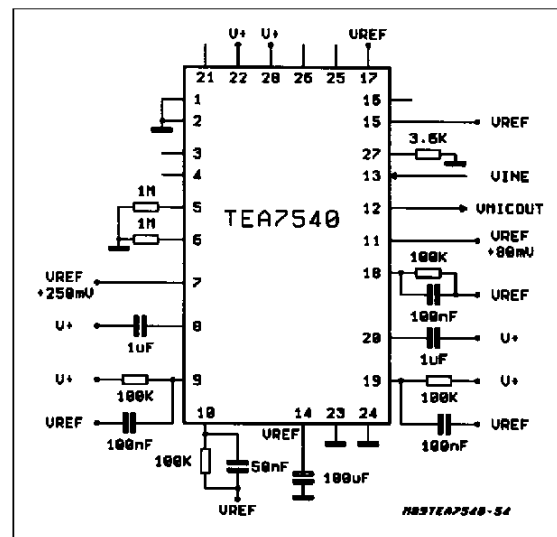 V+ V+ VREF
21 22 28 26 25 17
1 16
2 15 VREF
3 27 3.6K
4 13 VINE
1M 5 TEA7540 12 VMICOUT
1M 6 11 VREF +80mV
VREF +250mV 7 18 100K
100nF VREF
V+ 1uF 8 20 1uF V+
V+ 100K 9 19 100K V+
VREF 100nF 100nF VREF
10 14 23 24
VREF
100K 50nF 100uF
VREF
M89TEA7540-54